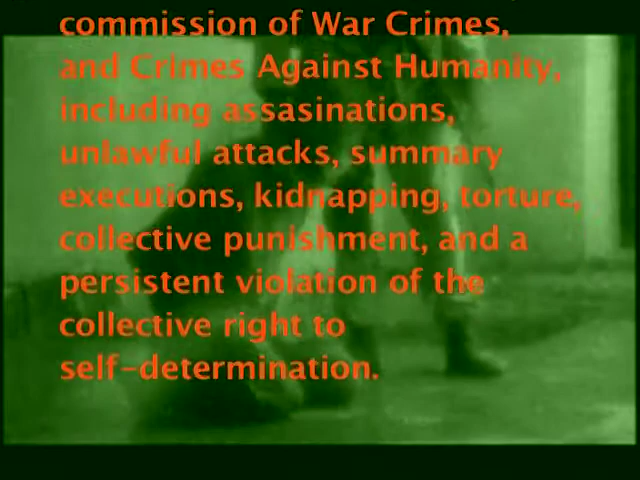 commission of War Crimes,
and Crimes Against Humanity,
including assasinations,
unlawful attacks, summary
executions, kidnapping, torture,
collective punishment, and a
persistent violation of the
collective right to
self-determination.